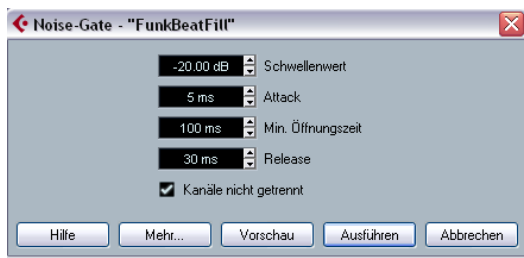 Noise-Gate - "FunkBeatFill"
-20.00 dB Schwellenwert
5 ms Attack
100 ms Min. Öffnungszeit
30 ms Release
Kanäle nicht getrennt
Hilfe Mehr... Vorschau Ausführen Abbrechen